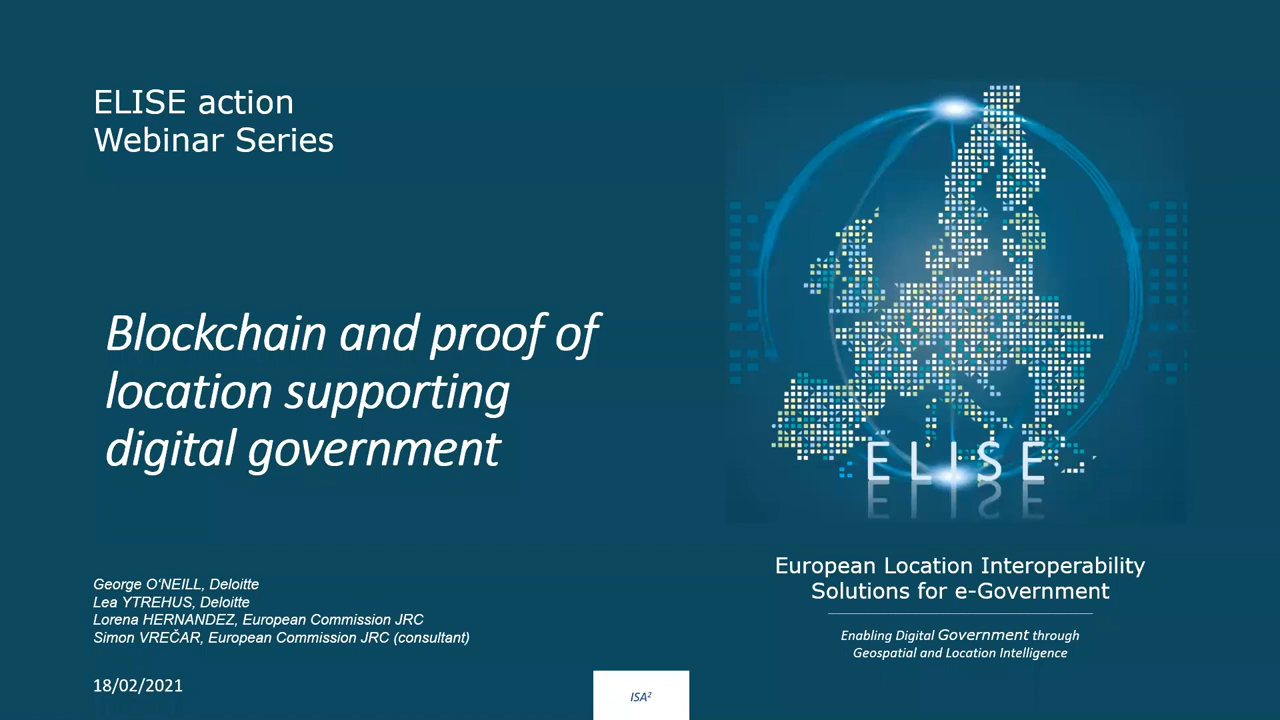 ELISE action
Webinar Series
Blockchain and proof of
location supporting
digital government
George O'NEILL, Deloitte
Lea YTREHUS, Deloitte
Lorena HERNANDEZ, European Commission JRC
Simon VREČAR, European Commission JRC (consultant)
18/02/2021
ELISE
European Location Interoperability
Solutions for e-Government
Enabling Digital Government through
Geospatial and Location Intelligence
ISA²